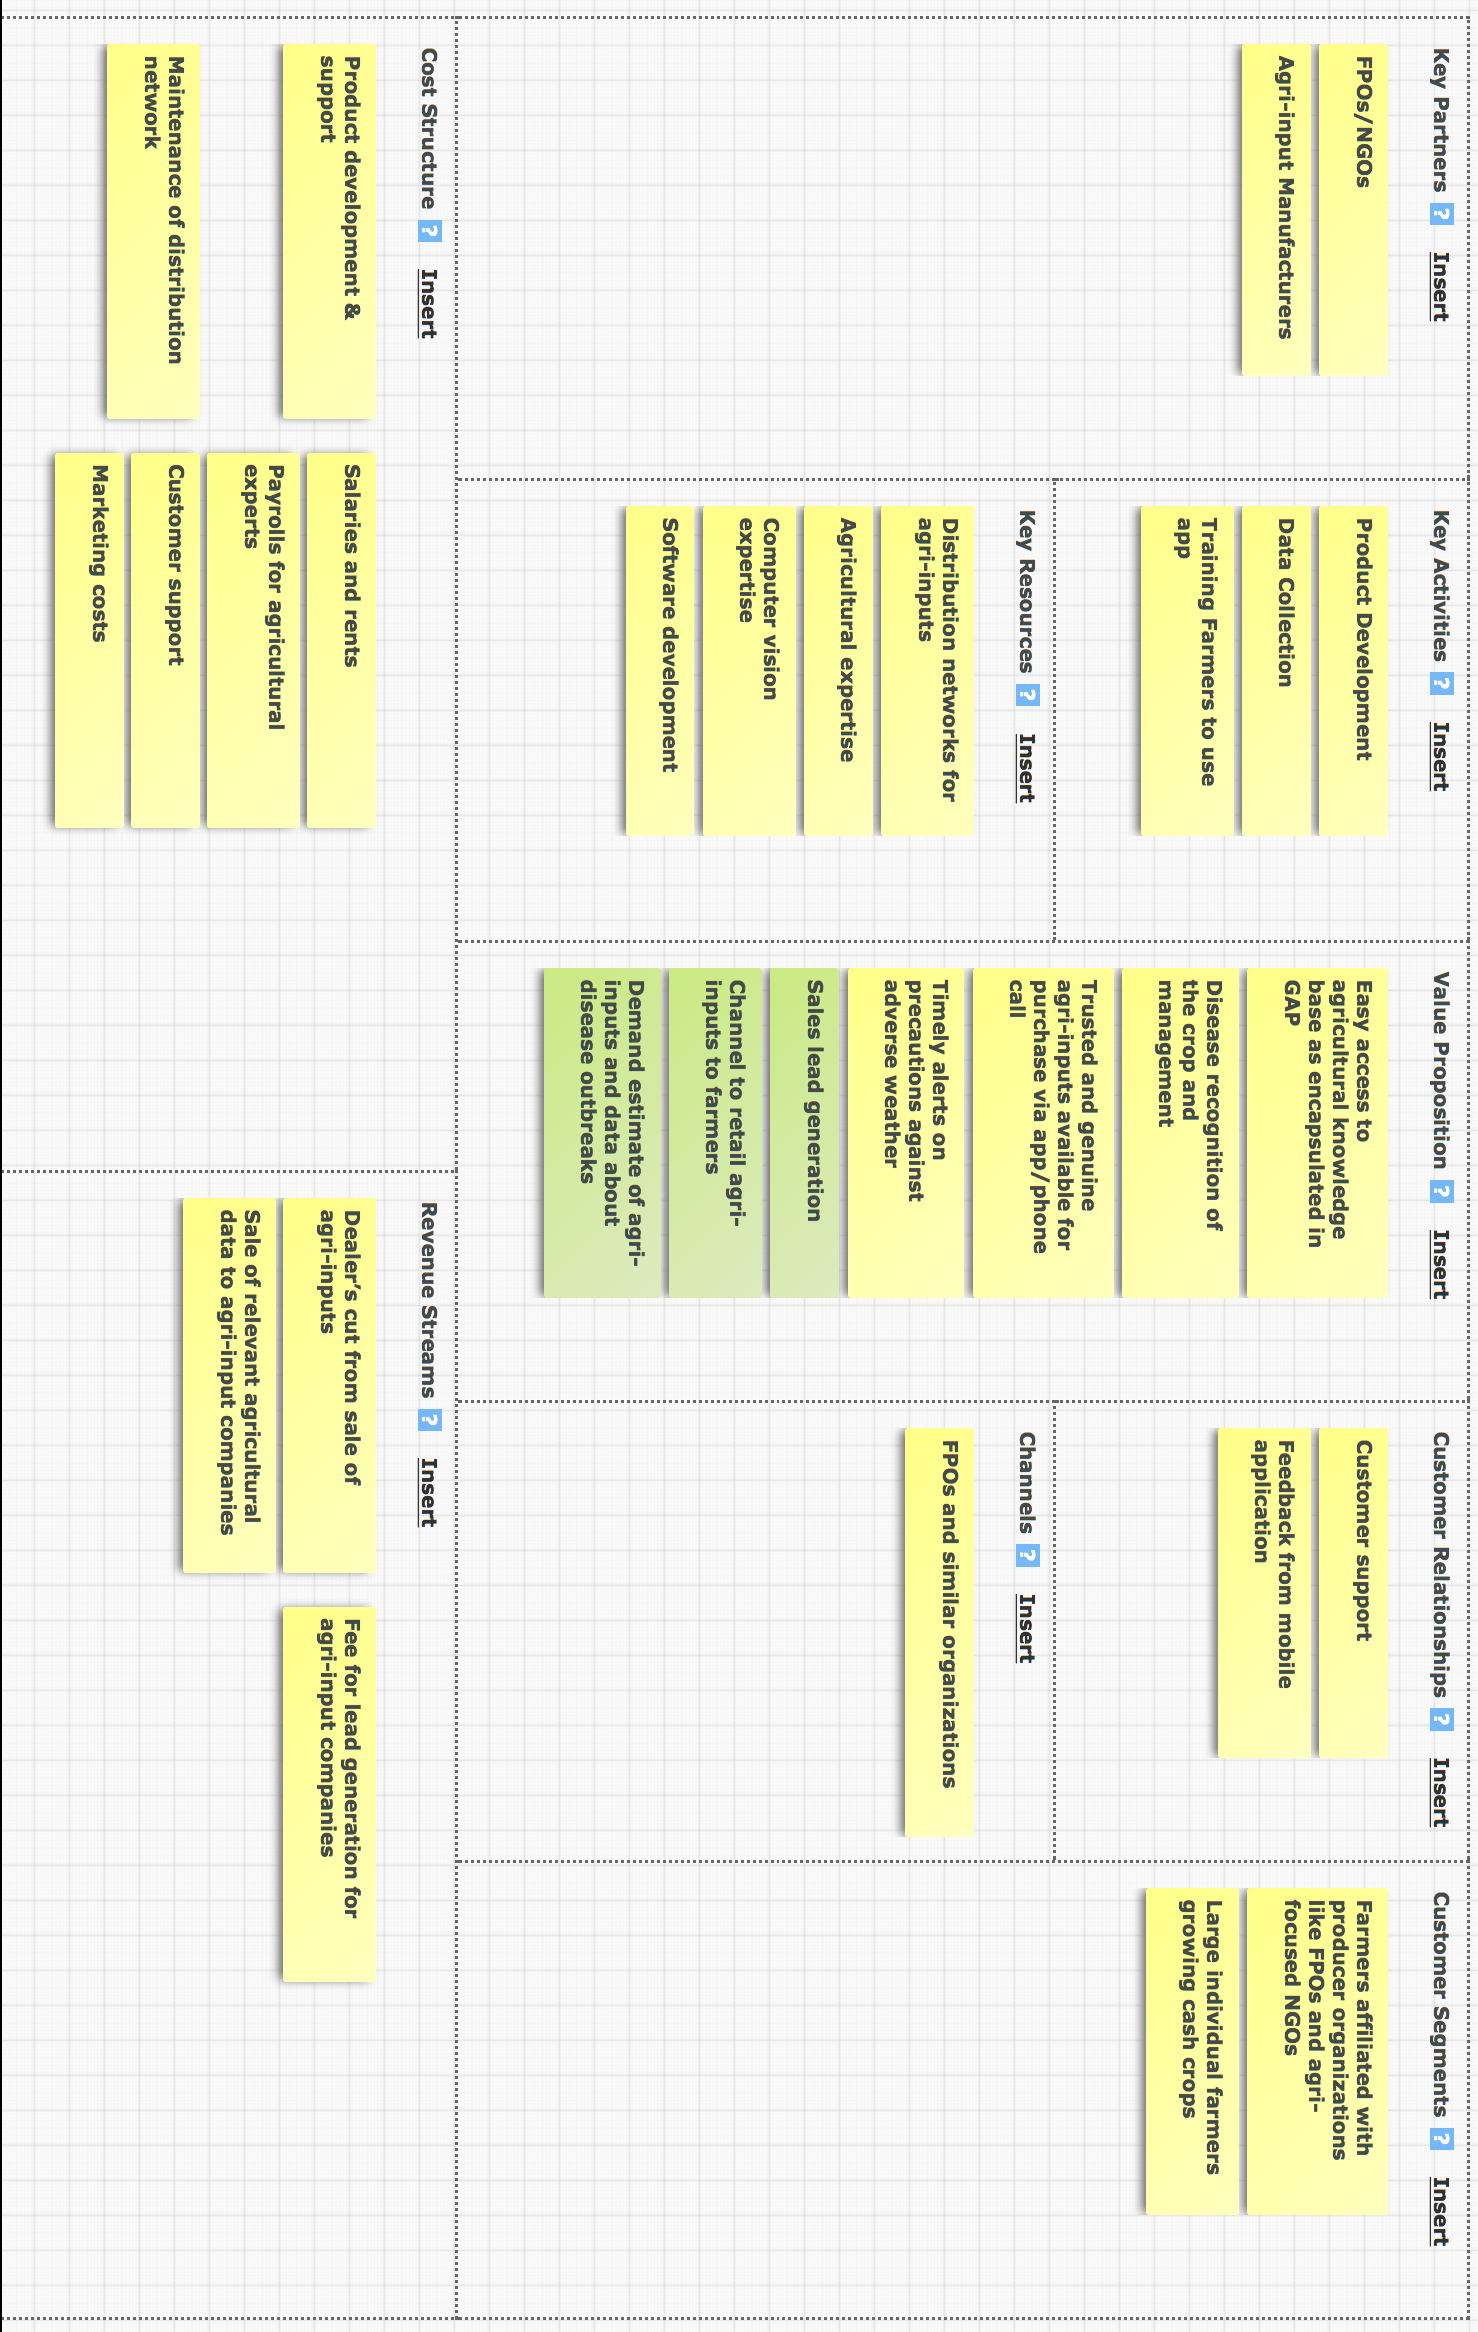 Key Partners ? Insert
FPOs/NGOs
Agri-input Manufacturers
Key Activities ? Insert
Product Development
Data Collection
Training Farmers to use
app
Key Resources ? Insert
Distribution networks for
agri-inputs
Agricultural expertise
Computer vision
expertise
Software development
Value Proposition ? Insert
Easy access to
agricultural knowledge
base as encapsulated in
GAP
Disease recognition of
the crop and
management
Trusted and genuine
agri-inputs available for
purchase via app/phone
call
Timely alerts on
precautions against
adverse weather
Sales lead generation
Channel to retail agri-
inputs to farmers
Demand estimate of agri-
inputs and data about
disease outbreaks
Customer Relationships ? Insert
Customer support
Feedback from mobile
application
Channels ? Insert
FPOs and similar organizations
Customer Segments ? Insert
Farmers affiliated with
producer organizations
like FPOs and agri-
focused NGOs
Large individual farmers
growing cash crops
Cost Structure ? Insert
Product development &
support
Maintenance of distribution
network
Salaries and rents
Payrolls for agricultural
experts
Customer support
Marketing costs
Revenue Streams ? Insert
Dealer’s cut from sale of
agri-inputs
Sale of relevant agricultural
data to agri-input companies
Fee for lead generation for
agri-input companies